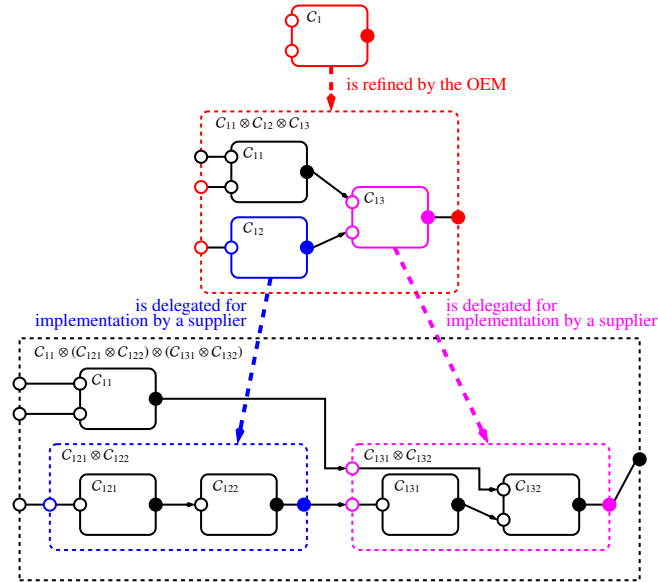 C₁
is refined by the OEM
C₁₁ ⊗ C₁₂ ⊗ C₁₃
C₁₁
C₁₃
C₁₂
is delegated for
implementation by a supplier
is delegated for
implementation by a supplier
C₁₁ ⊗ (C₁₂₁ ⊗ C₁₂₂) ⊗ (C₁₃₁ ⊗ C₁₃₂)
C₁₁
C₁₂₁ ⊗ C₁₂₂
C₁₃₁ ⊗ C₁₃₂
C₁₂₁
C₁₂₂
C₁₃₁
C₁₃₂